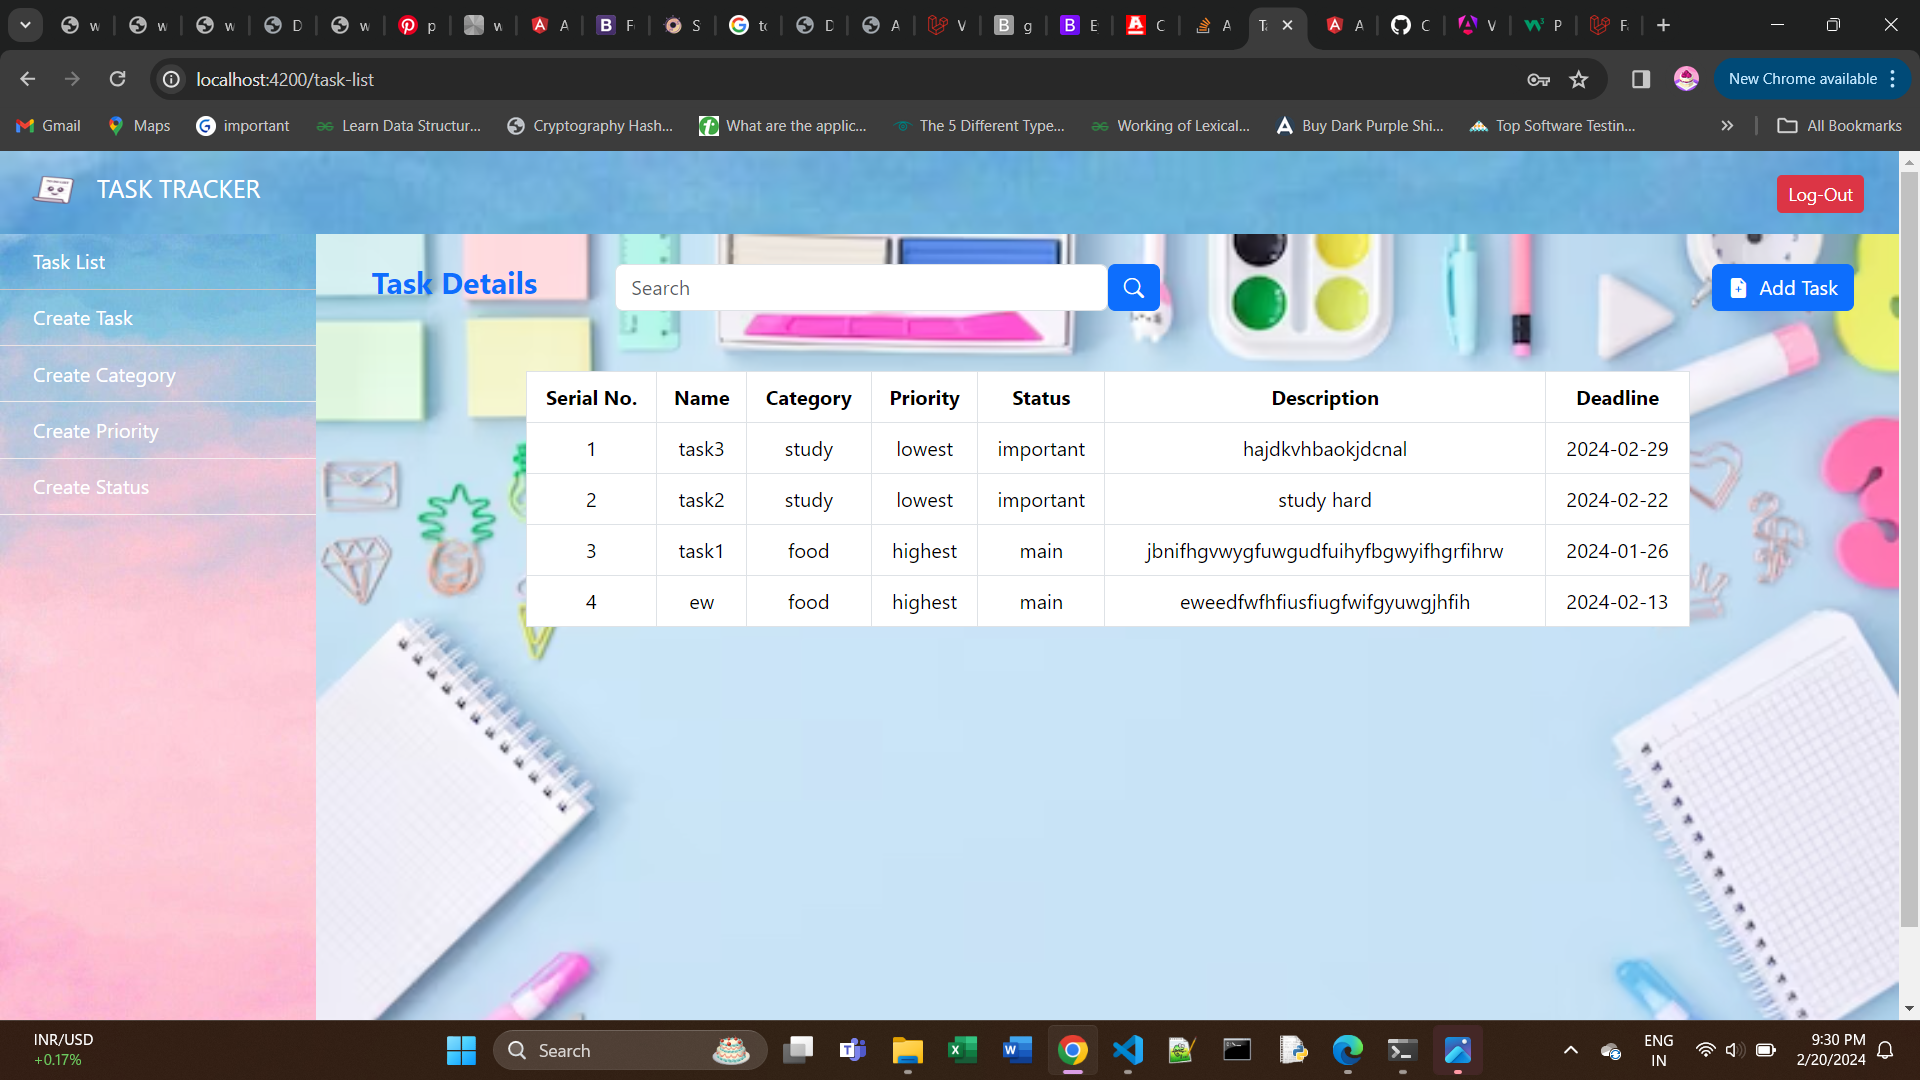 w w w D w p w A F S to D A V g E C A Ta A C V P F
localhost:4200/task-list
New Chrome available
Gmail Maps important Learn Data Structur... Cryptography Hash... What are the applic... The 5 Different Type... Working of Lexical... Buy Dark Purple Shi... Top Software Testin... All Bookmarks
TASK TRACKER Log-Out
Task List
Create Task
Create Category
Create Priority
Create Status
Task Details Search Add Task
Serial No. Name Category Priority Status Description Deadline
1 task3 study lowest important hajdkvhbaokjdcnal 2024-02-29
2 task2 study lowest important study hard 2024-02-22
3 task1 food highest main jbnifhgvwygfuwgudfuihyfbgwyifhgrfihrw 2024-01-26
4 ew food highest main eweedfwfhfiusfiugfwifgyuwgjhfih 2024-02-13
INR/USD
+0.17%
Search
ENG
IN
9:30 PM
2/20/2024